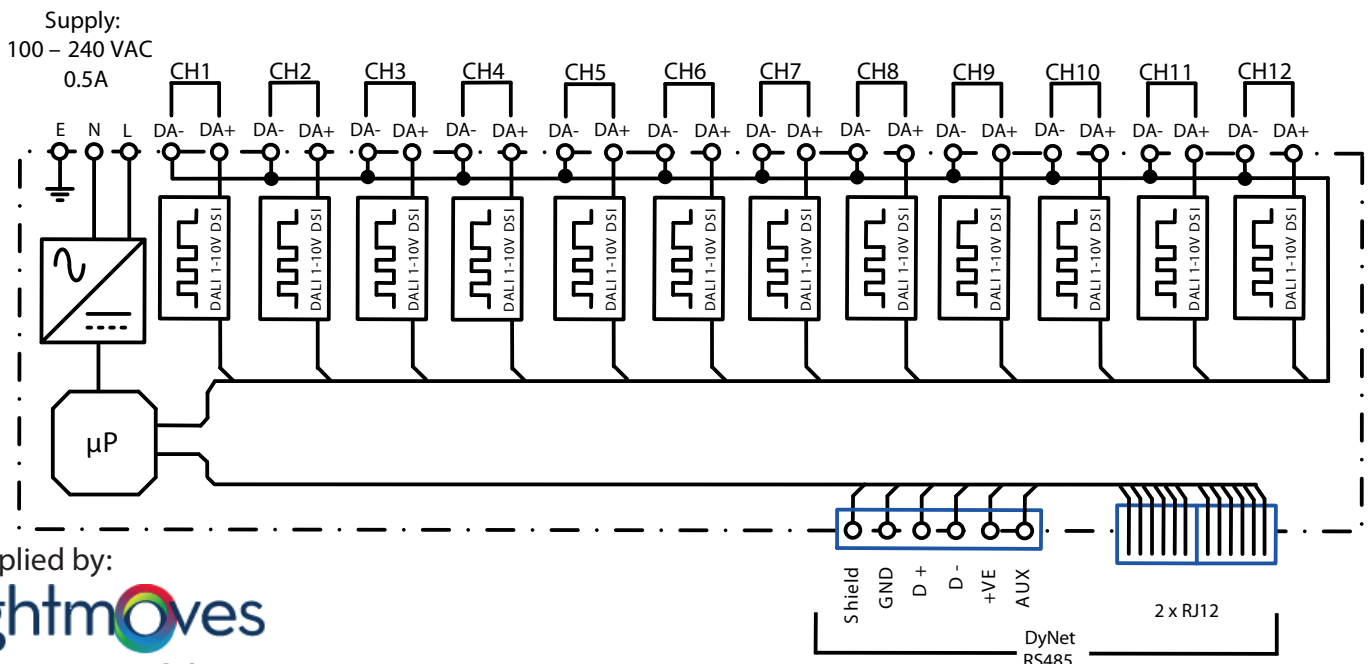 Supply:
100 – 240 VAC
0.5A
CH1 CH2 CH3 CH4 CH5 CH6 CH7 CH8 CH9 CH10 CH11 CH12
E N L DA- DA+ DA- DA+ DA- DA+ DA- DA+ DA- DA+ DA- DA+ DA- DA+ DA- DA+ DA- DA+ DA- DA+ DA- DA+ DA- DA+
DALI 1-10V DSI
DALI 1-10V DSI
DALI 1-10V DSI
DALI 1-10V DSI
DALI 1-10V DSI
DALI 1-10V DSI
DALI 1-10V DSI
DALI 1-10V DSI
DALI 1-10V DSI
DALI 1-10V DSI
DALI 1-10V DSI
DALI 1-10V DSI
µP
plied by:
ghtmoves
Shield GND D + D - +VE AUX
2 x RJ12
DyNet
RS485